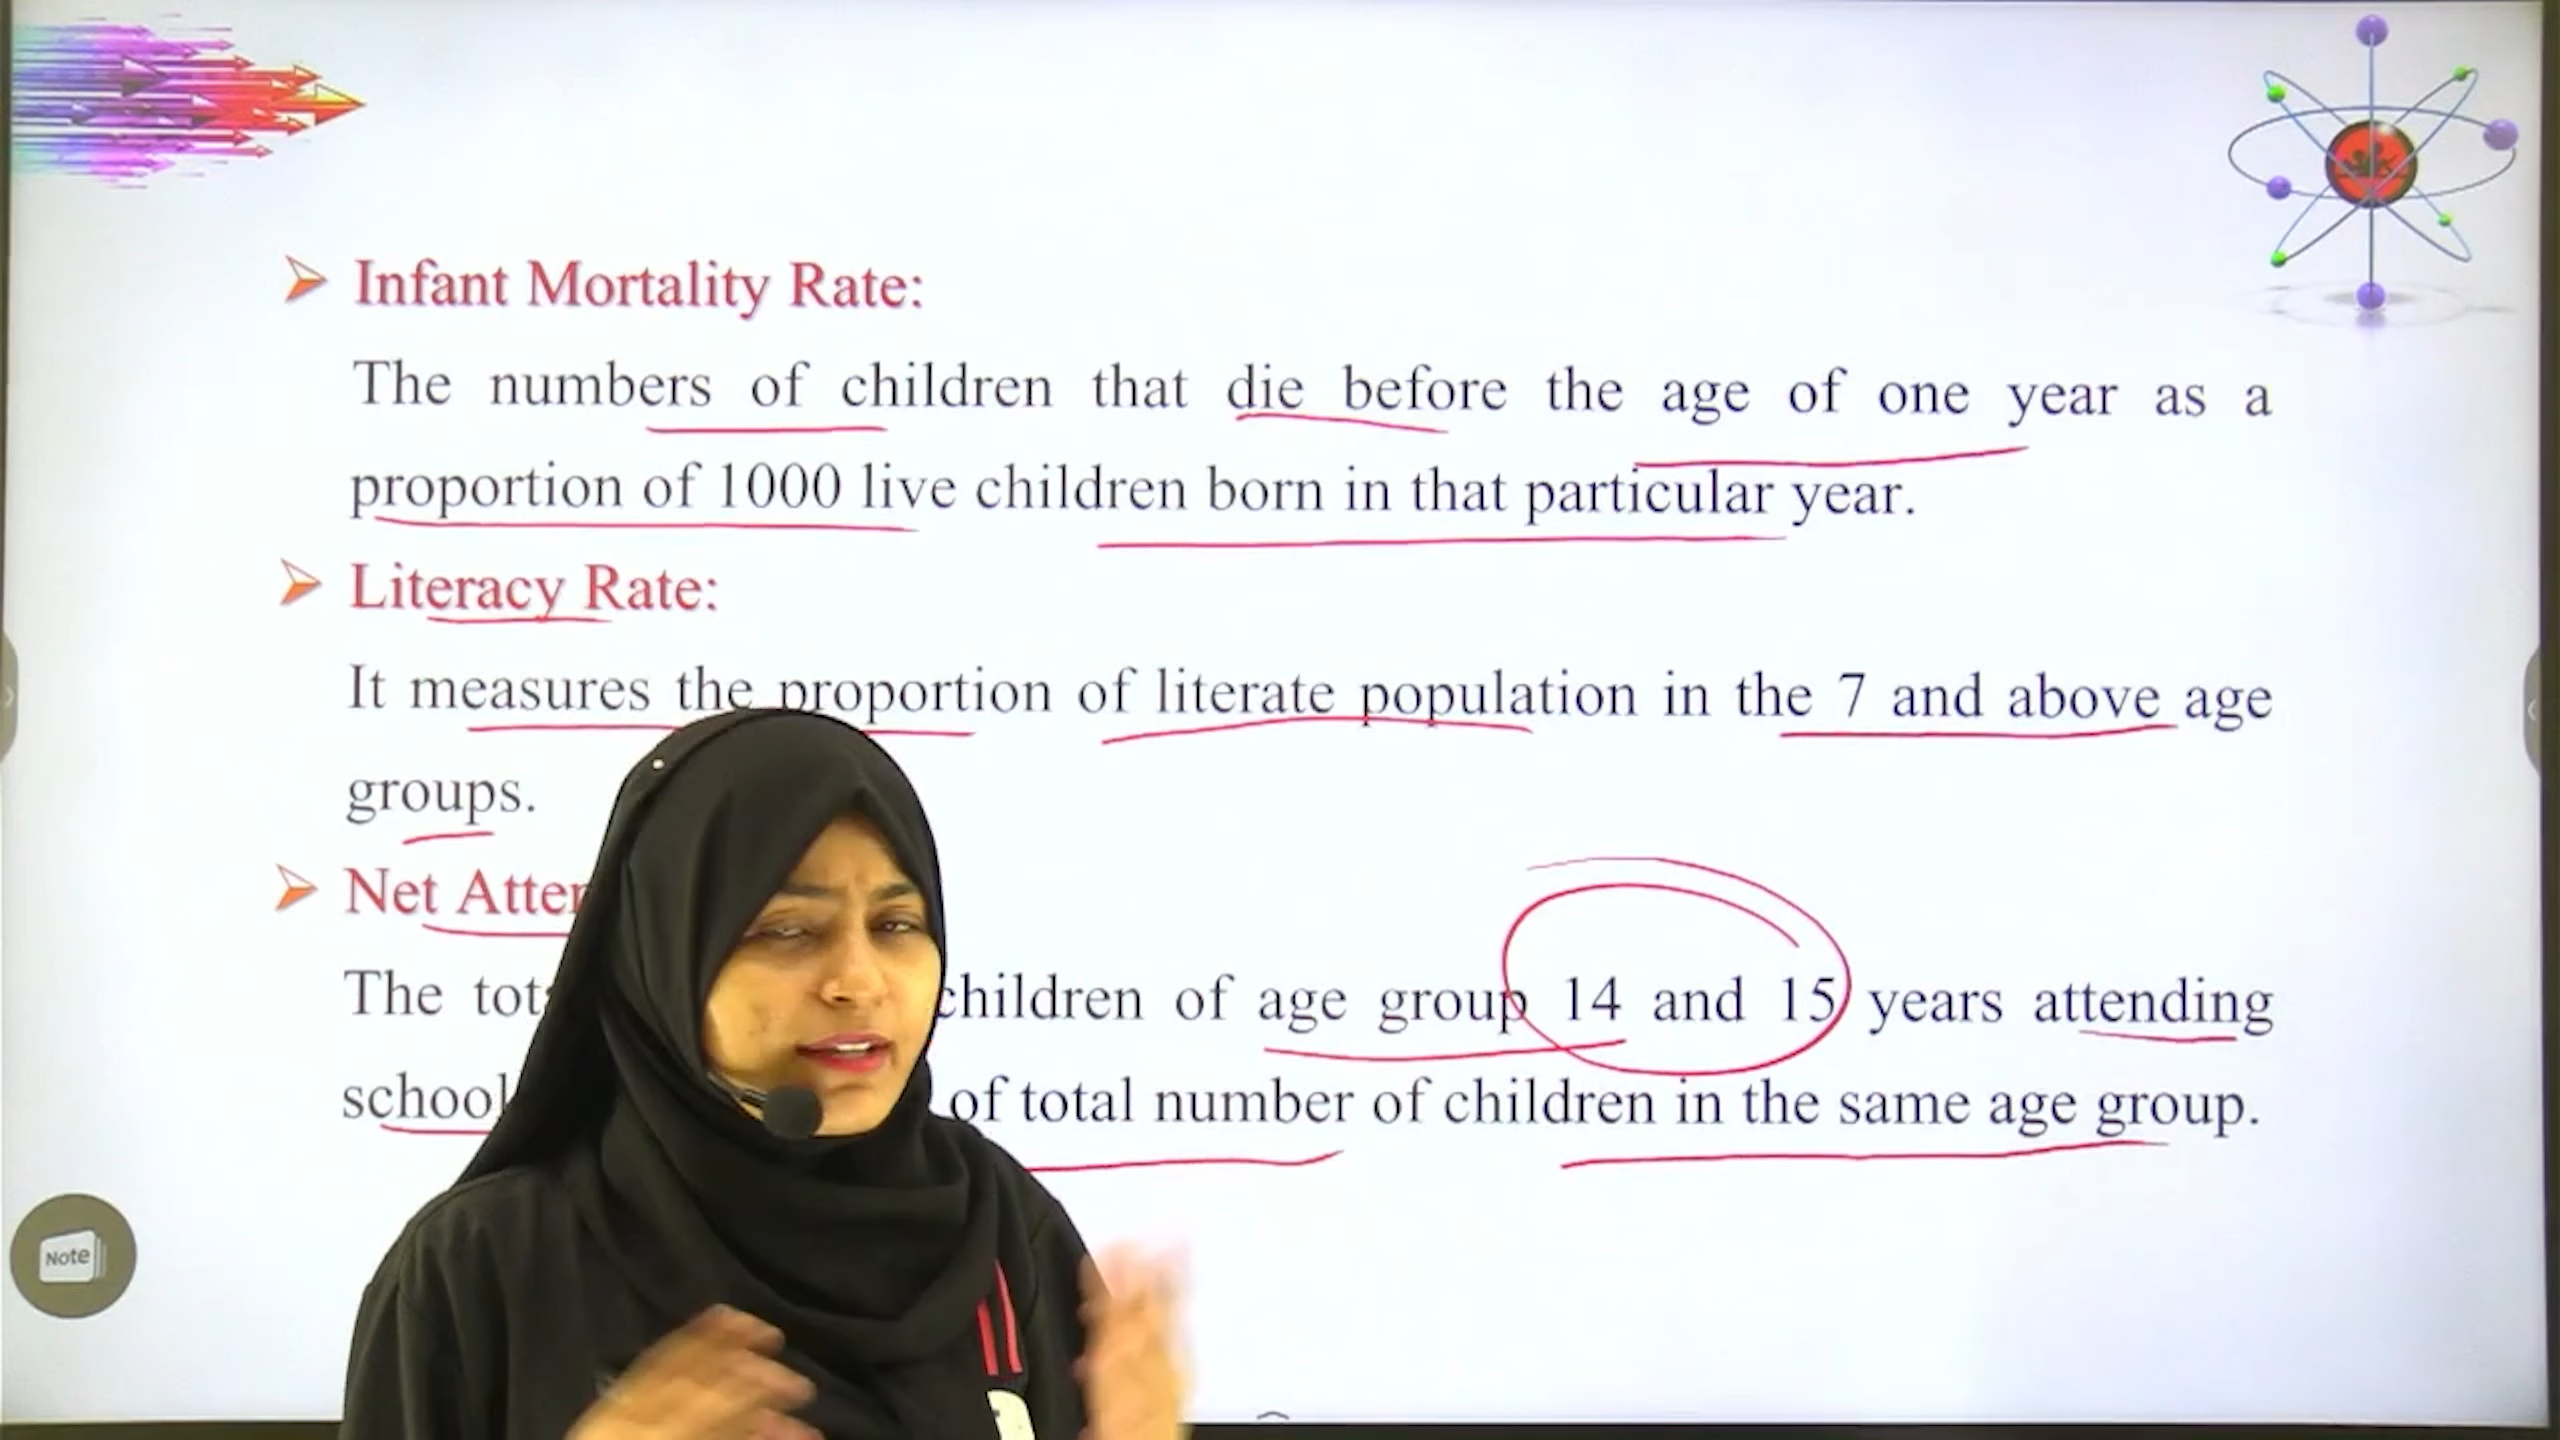 Infant Mortality Rate:
The numbers of children that die before the age of one year as a
proportion of 1000 live children born in that particular year.
Literacy Rate:
It measures the proportion of literate population in the 7 and above age
groups.
Net
The children of age group 14 and 15 years attending
school of total number of children in the same age group.
Note